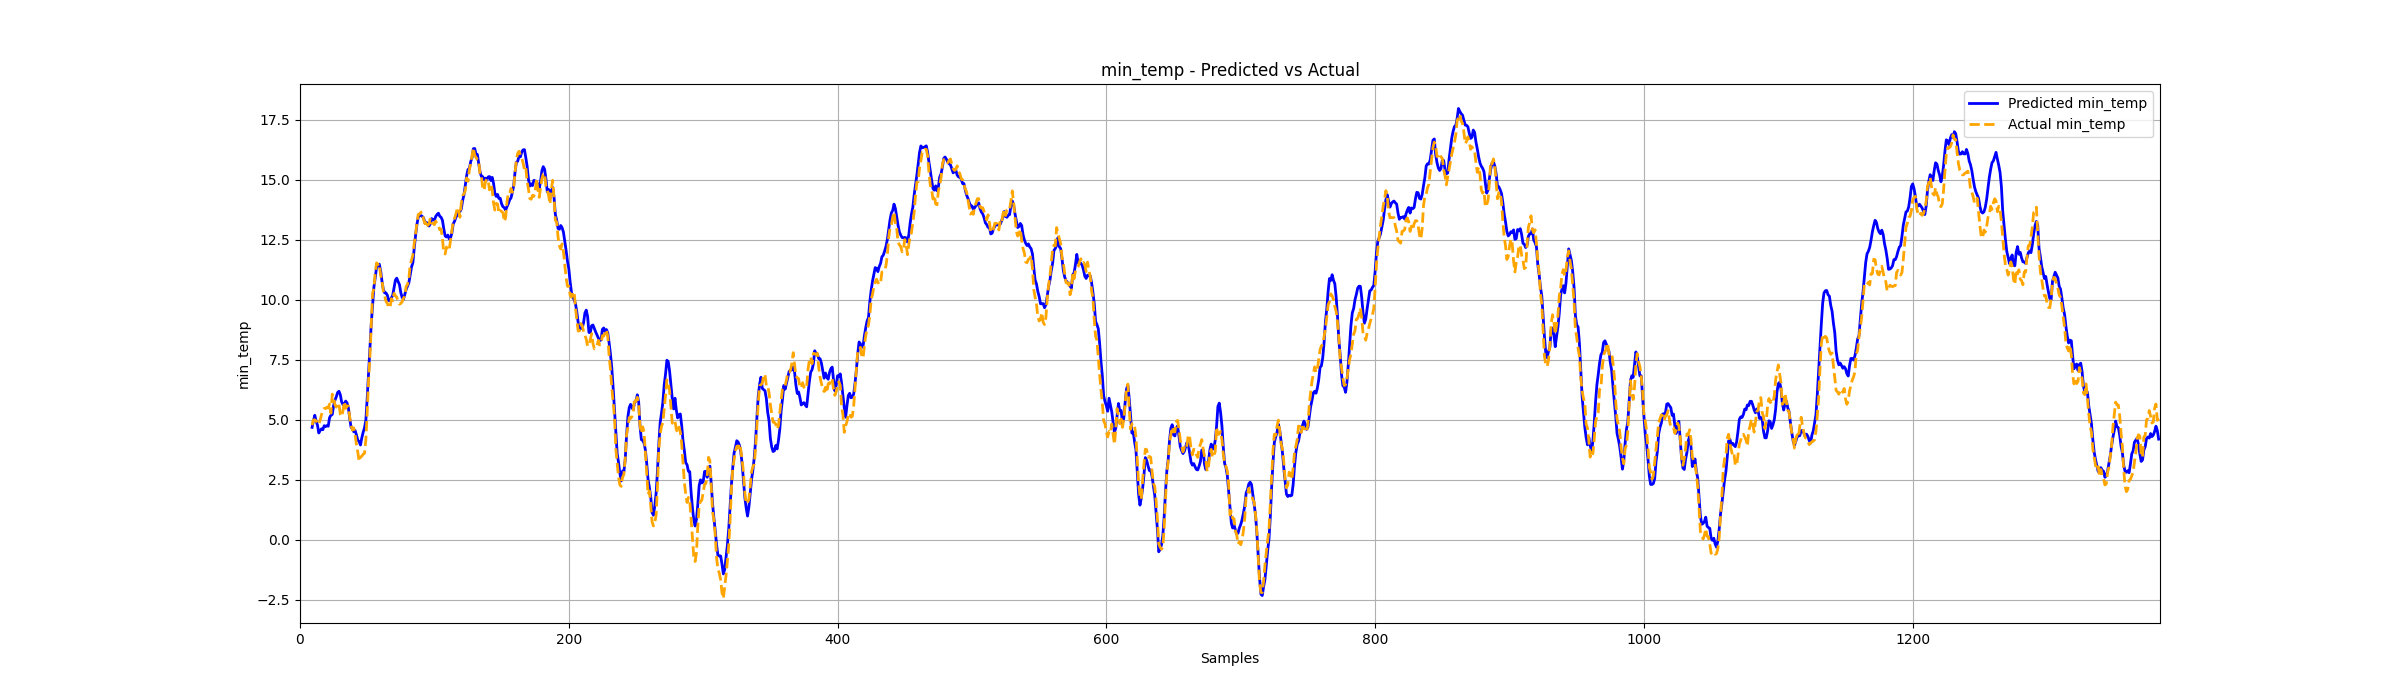 min_temp - Predicted vs Actual
Predicted min_temp
Actual min_temp
17.5
15.0
12.5
10.0
7.5
5.0
2.5
0.0
−2.5
min_temp
0 200 400 600 800 1000 1200
Samples